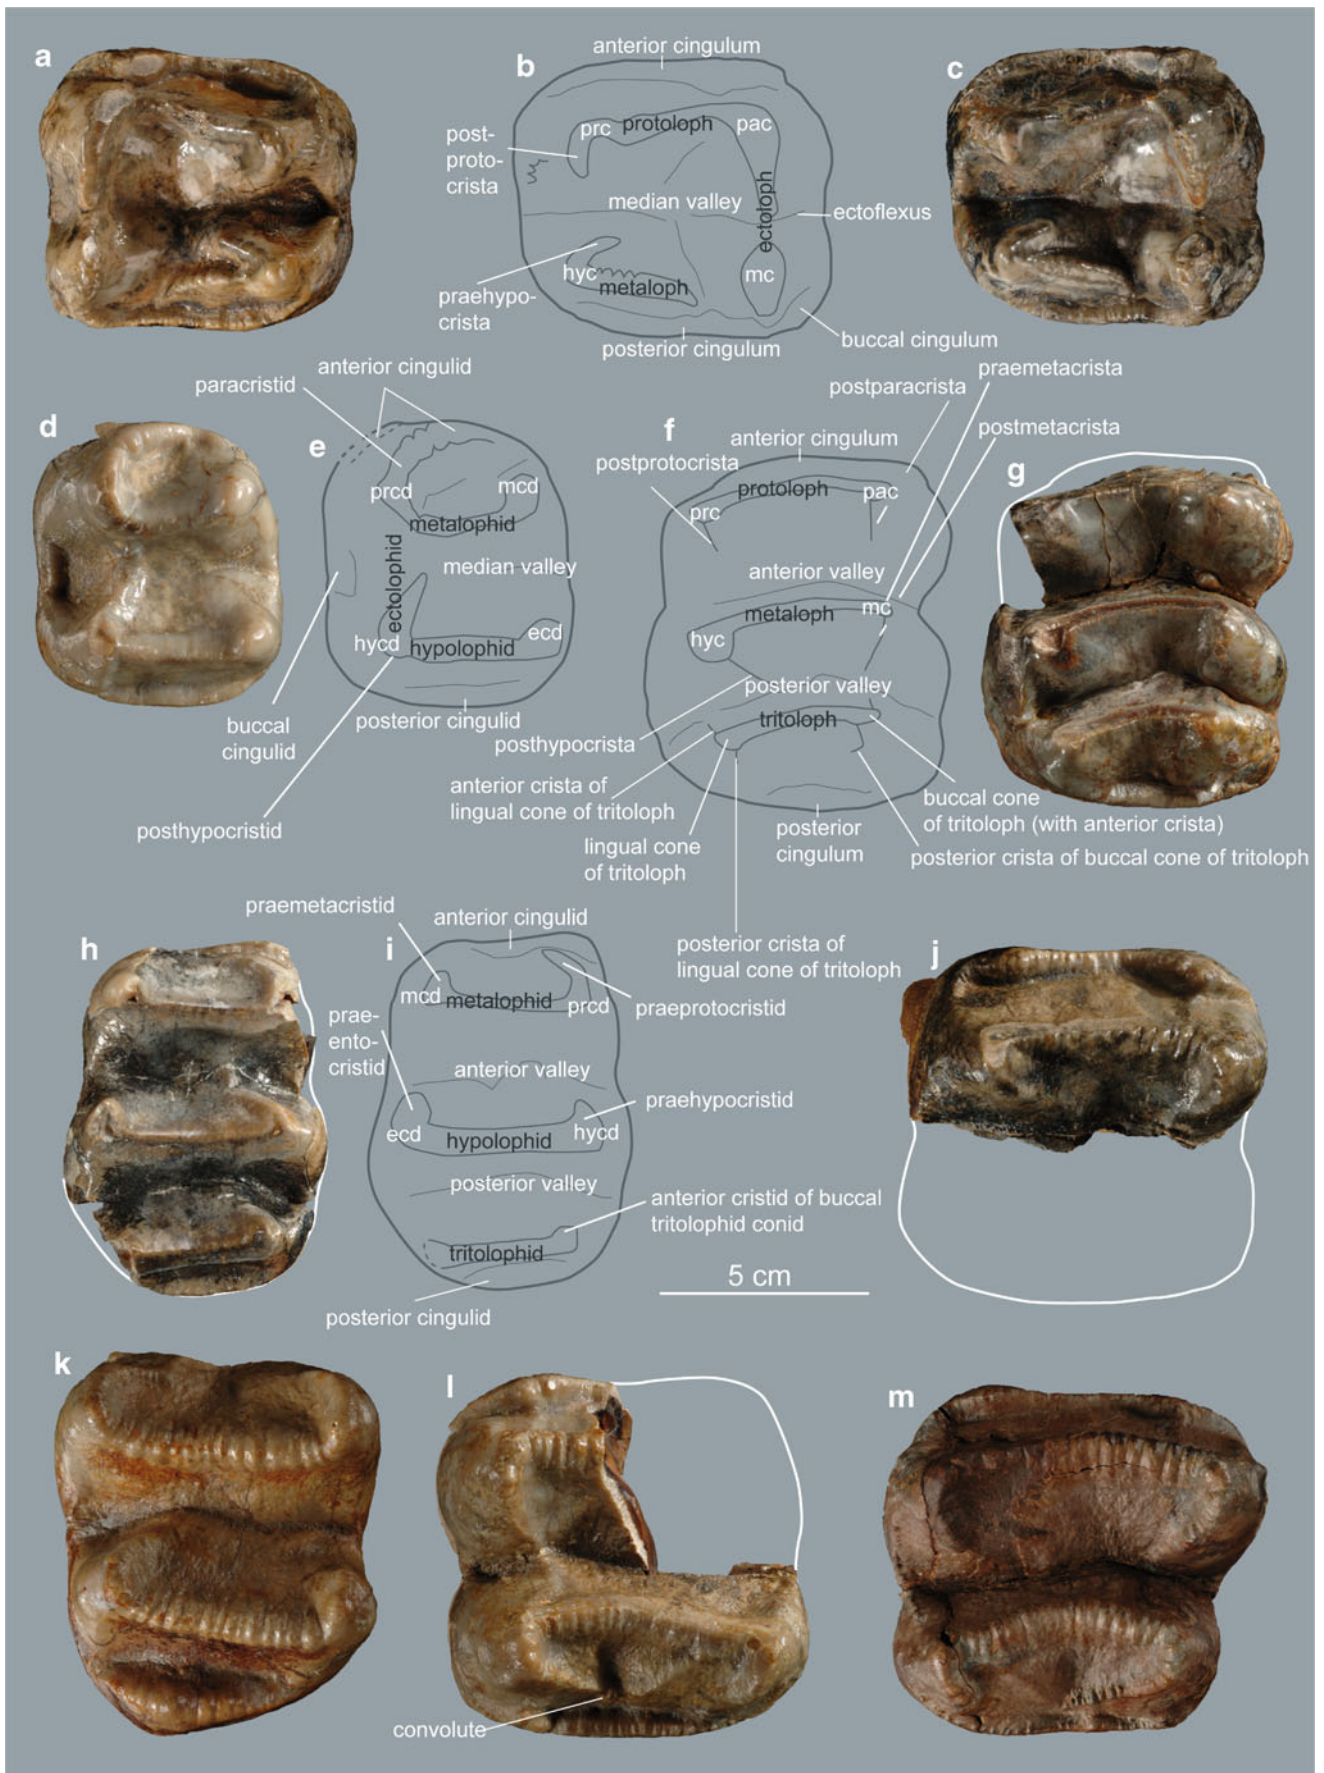 a
b
c
anterior cingulum
post-
proto-
crista
prc
protoloph
pac
median valley
ectoloph
ectoflexus
hyc
metaloph
mc
praehypo-
crista
posterior cingulum
buccal cingulum
d
e
anterior cingulid
paracristid
prcd
mcd
metalophid
ectolophid
median valley
hycd
hypolophid
ecd
buccal
cingulid
posterior cingulid
posthypocristid
f
g
praemetacrista
postparacrista
postmetacrista
anterior cingulum
postprotocrista
protoloph
pac
prc
anterior valley
metaloph
mc
hyc
posterior valley
tritoloph
posthypocrista
anterior crista of
lingual cone of tritoloph
lingual cone
of tritoloph
posterior
cingulum
buccal cone
of tritoloph (with anterior crista)
posterior crista of buccal cone of tritoloph
posterior crista of
lingual cone of tritoloph
h
i
j
praemetacristid
anterior cingulid
mcd
metalophid
prcd
praeprotocristid
prae-
ento-
cristid
anterior valley
praehypocristid
ecd
hypolophid
hycd
posterior valley
anterior cristid of buccal
tritolophid conid
tritolophid
posterior cingulid
5 cm
k
l
m
convolute